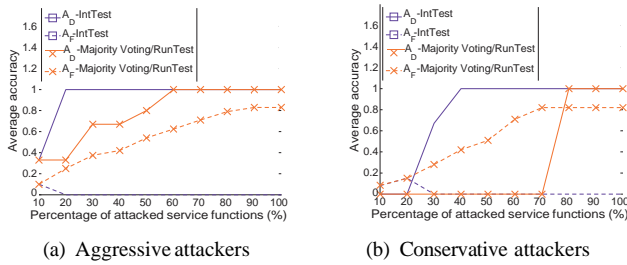 A_D-IntTest
A_F-IntTest
A_D-Majority Voting/RunTest
A_F-Majority Voting/RunTest
Average accuracy
1.6
1.4
1.2
1
0.8
0.6
0.4
0.2
0
10 20 30 40 50 60 70 80 90 100
Percentage of attacked service functions (%)
(a) Aggressive attackers
A_D-IntTest
A_F-IntTest
A_D-Majority Voting/RunTest
A_F-Majority Voting/RunTest
Average accuracy
1.6
1.4
1.2
1
0.8
0.6
0.4
0.2
0
10 20 30 40 50 60 70 80 90 100
Percentage of attacked service functions (%)
(b) Conservative attackers